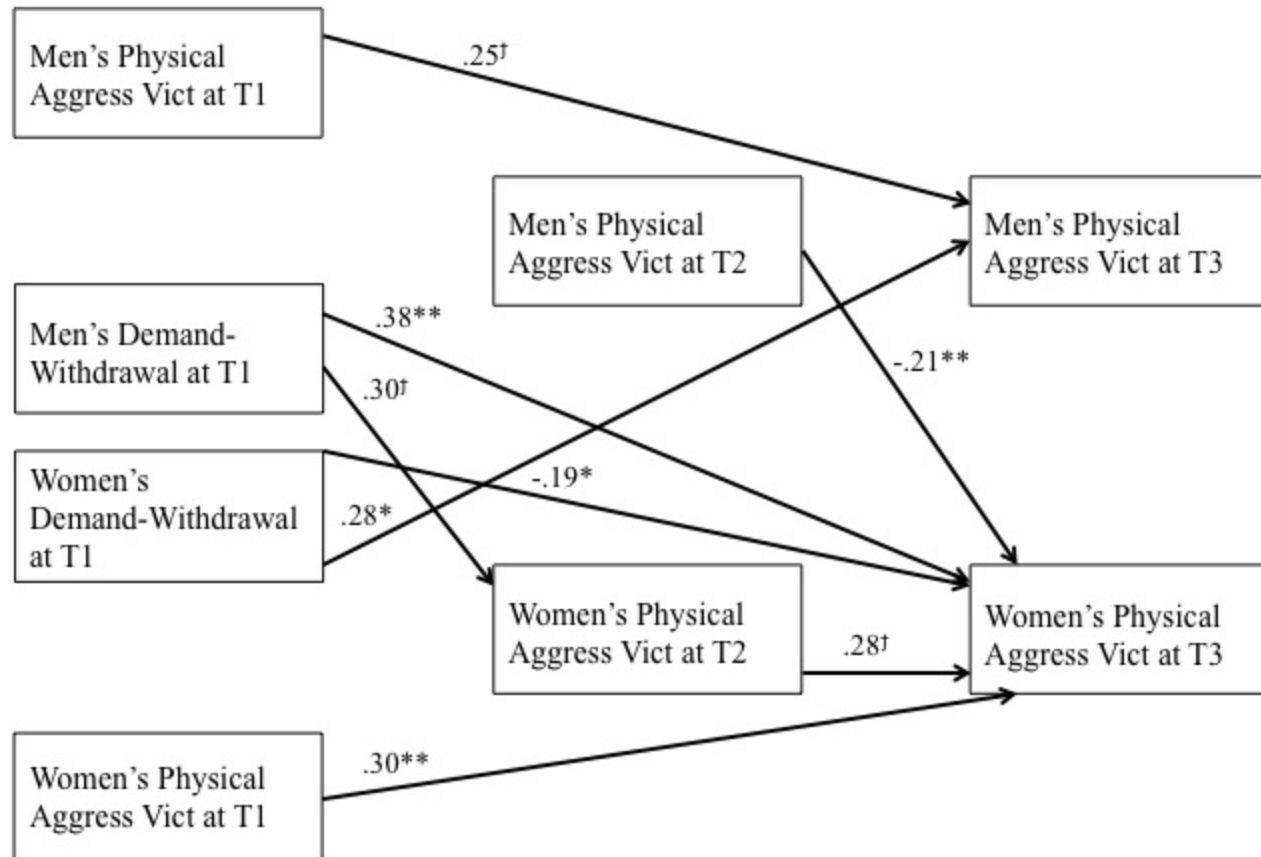 Men’s Physical
Aggress Vict at T1
.25†
Men’s Physical
Aggress Vict at T2
Men’s Physical
Aggress Vict at T3
Men’s Demand-
Withdrawal at T1
.38**
.30†
-.21**
Women’s
Demand-Withdrawal
at T1
-.19*
.28*
Women’s Physical
Aggress Vict at T2
.28†
Women’s Physical
Aggress Vict at T3
Women’s Physical
Aggress Vict at T1
.30**